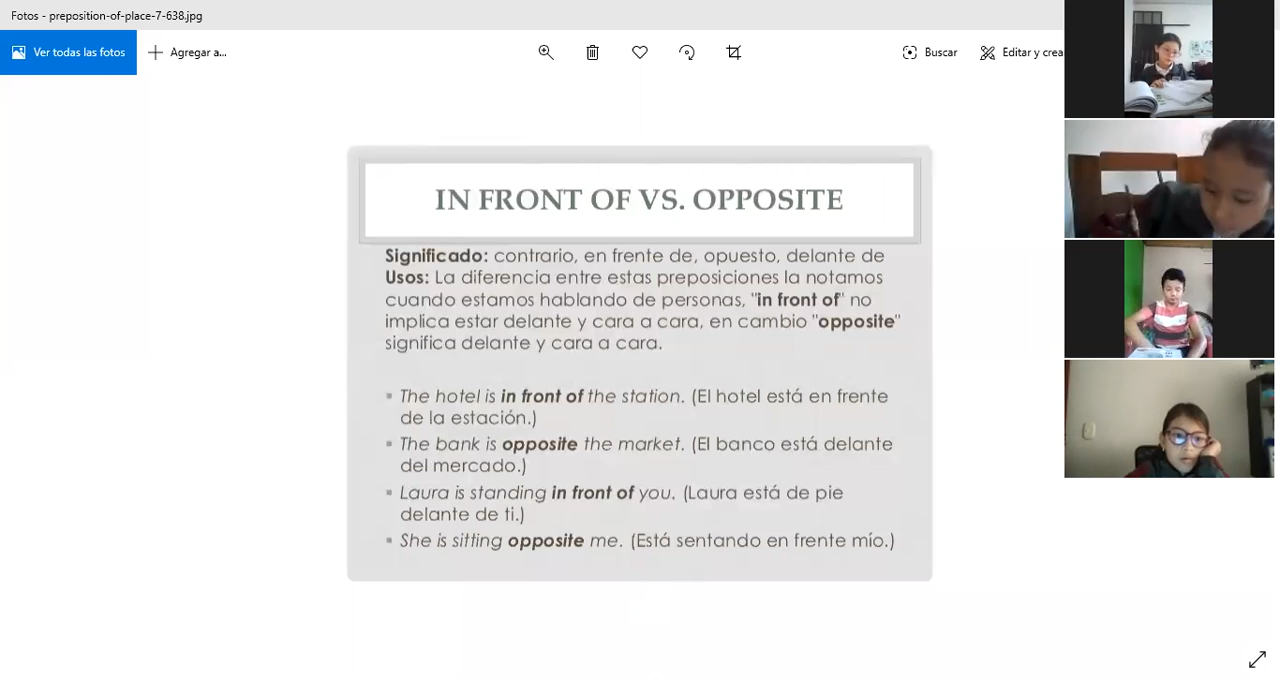 Fotos - preposition-of-place-7-638.jpg
Ver todas las fotos
Agregar a...
Buscar
Editar y crea
IN FRONT OF VS. OPPOSITE
Significado: contrario, en frente de, opuesto, delante de
Usos: La diferencia entre estas preposiciones la notamos
cuando estamos hablando de personas, "in front of" no
implica estar delante y cara a cara, en cambio "opposite"
significa delante y cara a cara.
The hotel is in front of the station. (El hotel está en frente
de la estación.)
The bank is opposite the market. (El banco está delante
del mercado.)
Laura is standing in front of you. (Laura está de pie
delante de ti.)
She is sitting opposite me. (Está sentando en frente mío.)